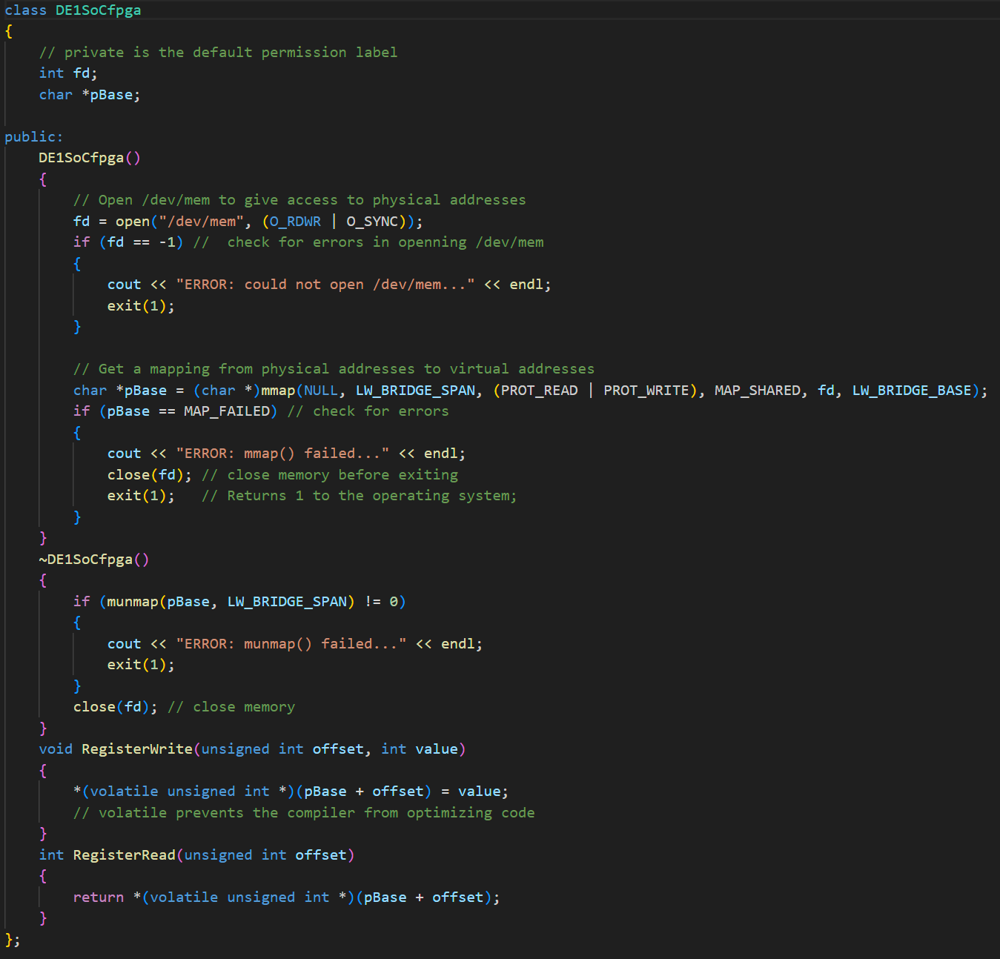 class DE1SoCfpga
{
    // private is the default permission label
    int fd;
    char *pBase;

public:
    DE1SoCfpga()
    {
        // Open /dev/mem to give access to physical addresses
        fd = open("/dev/mem", (O_RDWR | O_SYNC));
        if (fd == -1) //  check for errors in openning /dev/mem
        {
            cout << "ERROR: could not open /dev/mem..." << endl;
            exit(1);
        }

        // Get a mapping from physical addresses to virtual addresses
        char *pBase = (char *)mmap(NULL, LW_BRIDGE_SPAN, (PROT_READ | PROT_WRITE), MAP_SHARED, fd, LW_BRIDGE_BASE);
        if (pBase == MAP_FAILED) // check for errors
        {
            cout << "ERROR: mmap() failed..." << endl;
            close(fd); // close memory before exiting
            exit(1);   // Returns 1 to the operating system;
        }
    }
    ~DE1SoCfpga()
    {
        if (munmap(pBase, LW_BRIDGE_SPAN) != 0)
        {
            cout << "ERROR: munmap() failed..." << endl;
            exit(1);
        }
        close(fd); // close memory
    }
    void RegisterWrite(unsigned int offset, int value)
    {
        *(volatile unsigned int *)(pBase + offset) = value;
        // volatile prevents the compiler from optimizing code
    }
    int RegisterRead(unsigned int offset)
    {
        return *(volatile unsigned int *)(pBase + offset);
    }
};